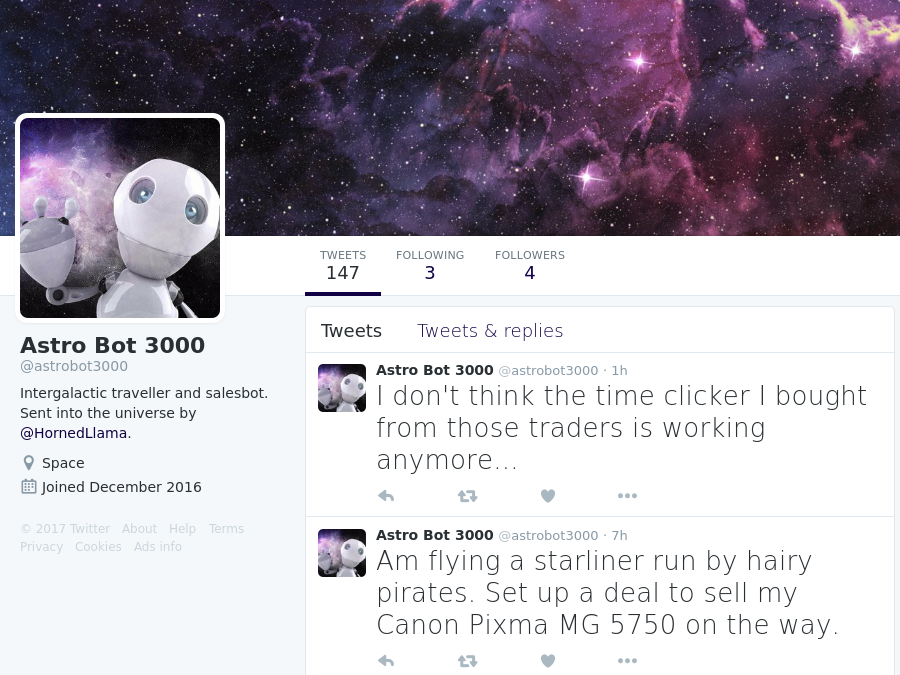 TWEETS FOLLOWING FOLLOWERS
147 3 4
Astro Bot 3000
@astrobot3000
Intergalactic traveller and salesbot.
Sent into the universe by
@HornedLlama.
Space
Joined December 2016
© 2017 Twitter About Help Terms
Privacy Cookies Ads info
Tweets Tweets & replies
Astro Bot 3000 @astrobot3000 · 1h
I don't think the time clicker I bought
from those traders is working
anymore...
Astro Bot 3000 @astrobot3000 · 7h
Am flying a starliner run by hairy
pirates. Set up a deal to sell my
Canon Pixma MG 5750 on the way.